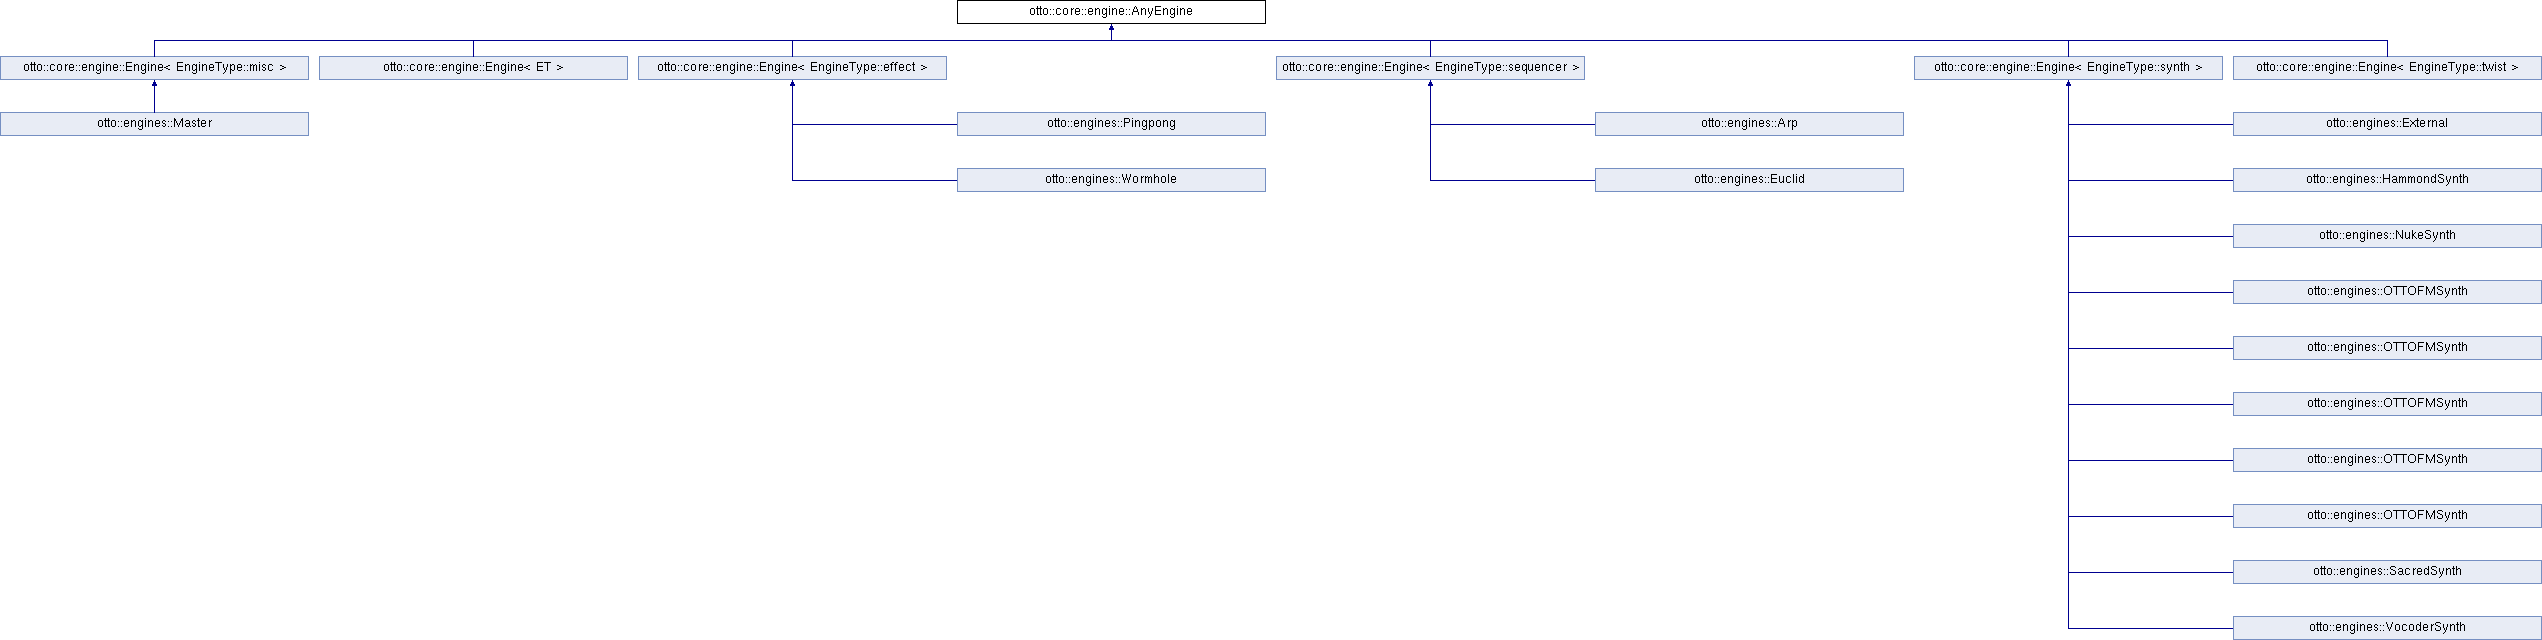 otto::core::engine::AnyEngine
otto::core::engine::Engine< EngineType::misc >
otto::core::engine::Engine< ET >
otto::core::engine::Engine< EngineType::effect >
otto::core::engine::Engine< EngineType::sequencer >
otto::core::engine::Engine< EngineType::synth >
otto::core::engine::Engine< EngineType::twist >
otto::engines::Master
otto::engines::Pingpong
otto::engines::Arp
otto::engines::External
otto::engines::Wormhole
otto::engines::Euclid
otto::engines::HammondSynth
otto::engines::NukeSynth
otto::engines::OTTOFMSynth
otto::engines::OTTOFMSynth
otto::engines::OTTOFMSynth
otto::engines::OTTOFMSynth
otto::engines::OTTOFMSynth
otto::engines::SacredSynth
otto::engines::VocoderSynth